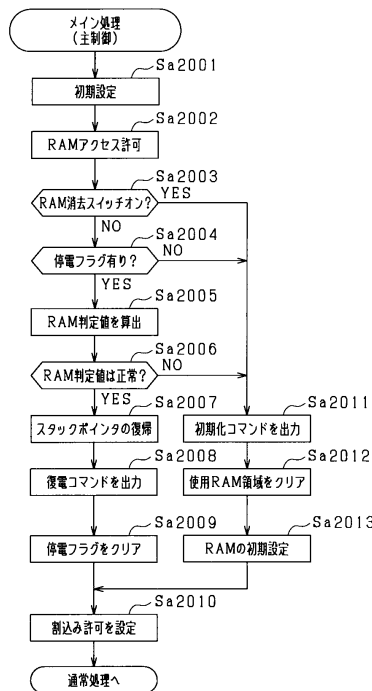 メイン処理
(主制御)
Sa2001
初期設定
Sa2002
RAMアクセス許可
Sa2003
RAM消去スイッチオン?
YES
NO
Sa2004
停電フラグ有り?
NO
YES
Sa2005
RAM判定値を算出
Sa2006
RAM判定値は正常?
NO
YES
Sa2007
スタックポインタの復帰
Sa2011
初期化コマンドを出力
Sa2008
復電コマンドを出力
Sa2012
使用RAM領域をクリア
Sa2009
停電フラグをクリア
Sa2013
RAMの初期設定
Sa2010
割込み許可を設定
通常処理へ